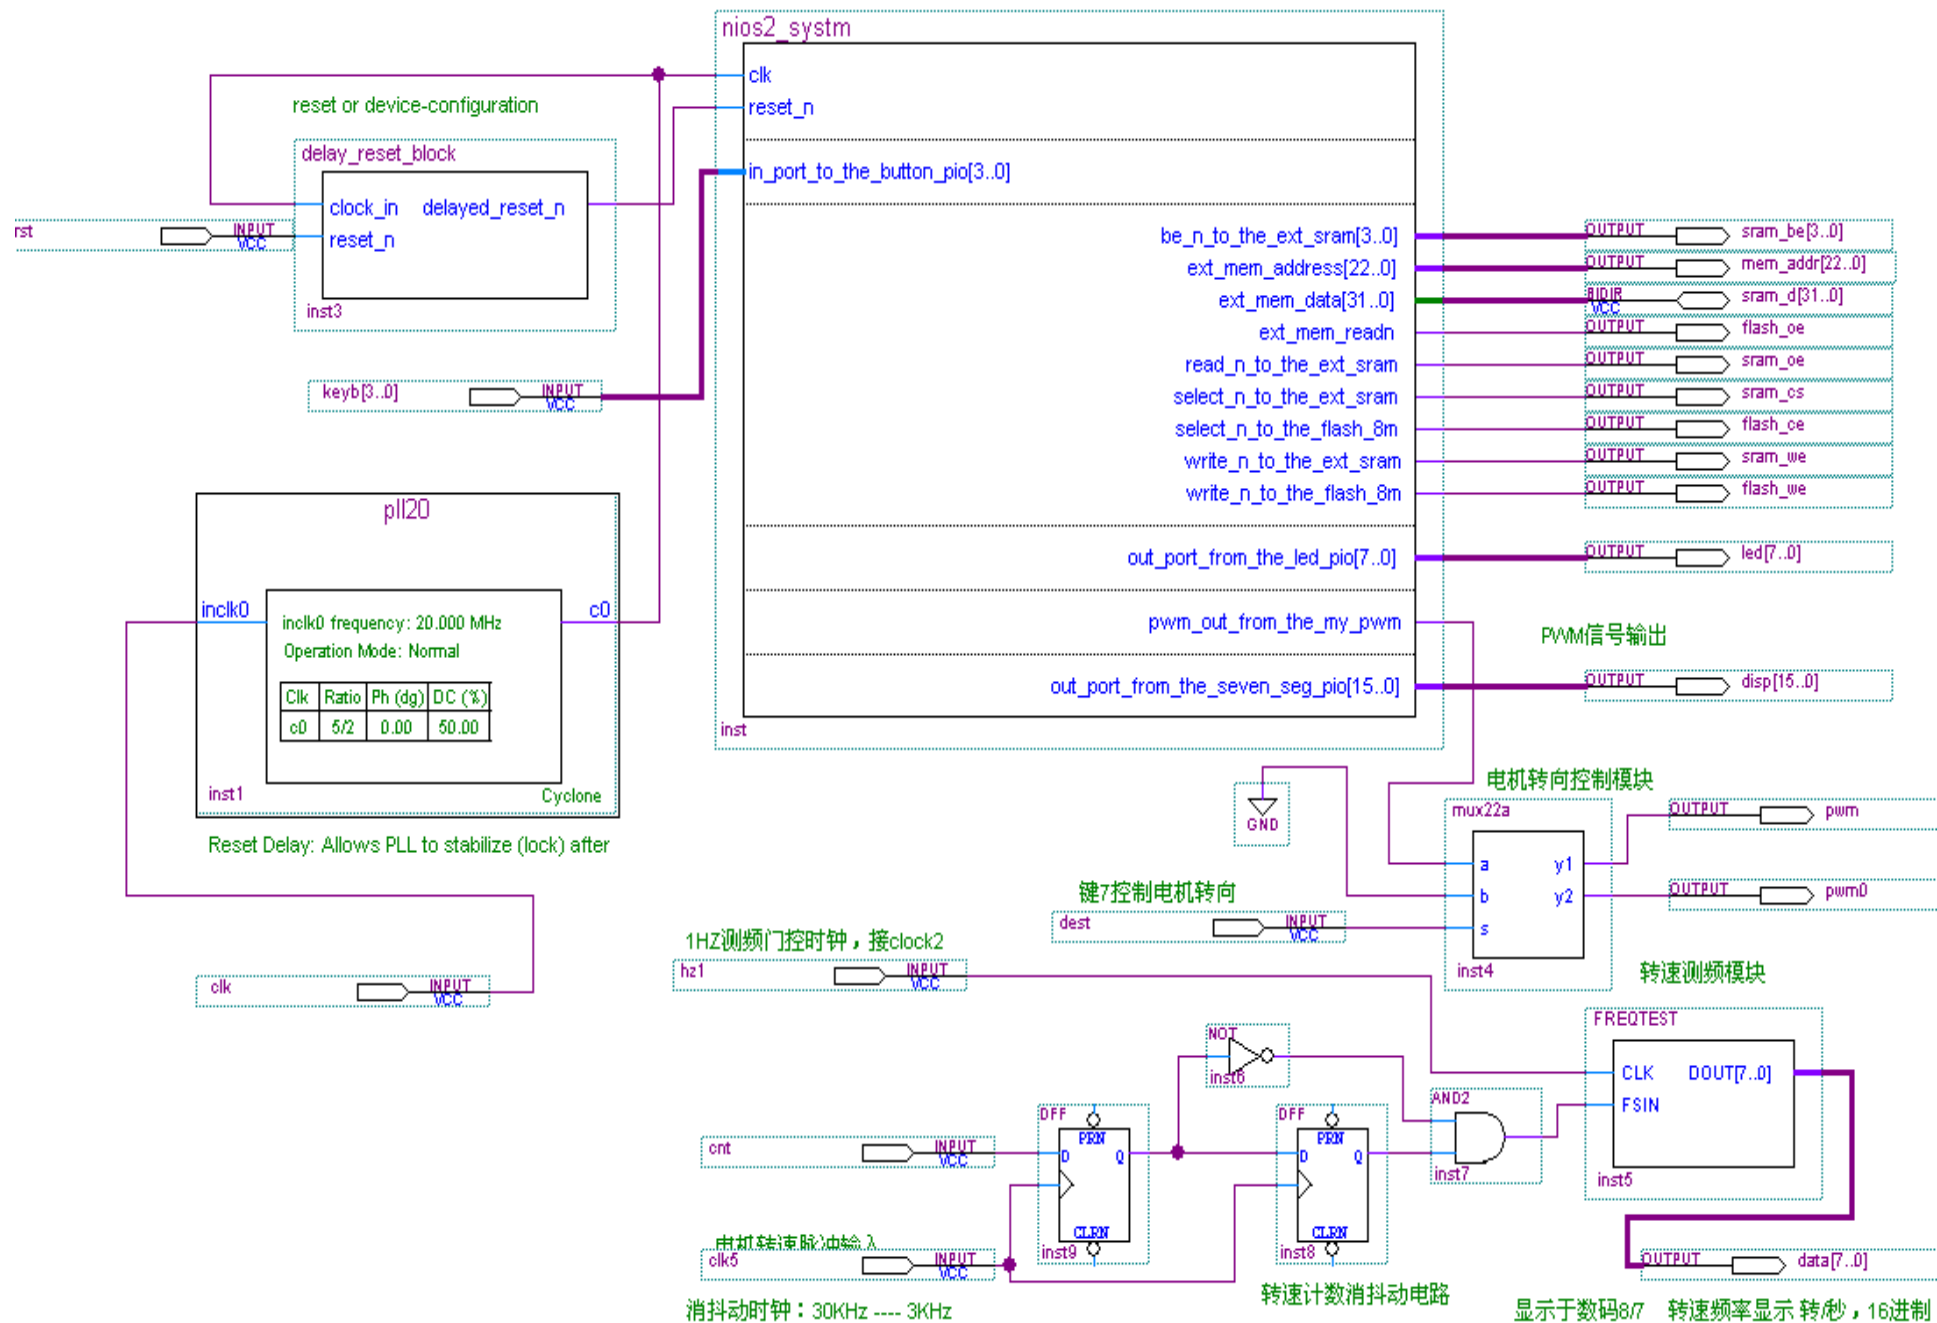 nios2_systm
clk
reset_n
in_port_to_the_button_pio[3..0]
be_n_to_the_ext_sram[3..0]
ext_mem_address[22..0]
ext_mem_data[31..0]
ext_mem_readn
read_n_to_the_ext_sram
select_n_to_the_ext_sram
select_n_to_the_flash_8m
write_n_to_the_ext_sram
write_n_to_the_flash_8m
out_port_from_the_led_pio[7..0]
pwm_out_from_the_my_pwm
out_port_from_the_seven_seg_pio[15..0]
inst
reset or device-configuration
delay_reset_block
clock_in delayed_reset_n
reset_n
inst3
rst
INPUT
VCC
keyb[3..0]
INPUT
VCC
pll20
inclk0
c0
inclk0 frequency: 20.000 MHz
Operation Mode: Normal
Clk Ratio Ph (dg) DC (%)
c0 5/2 0.00 50.00
inst1
Cyclone
Reset Delay: Allows PLL to stabilize (lock) after
clk
INPUT
VCC
OUTPUT sram_be[3..0]
OUTPUT mem_addr[22..0]
BIDIR sram_d[31..0]
VCC
OUTPUT flash_oe
OUTPUT sram_oe
OUTPUT sram_cs
OUTPUT flash_ce
OUTPUT sram_we
OUTPUT flash_we
OUTPUT led[7..0]
PWM信号输出
OUTPUT disp[15..0]
电机转向控制模块
GND
mux22a
a y1
b y2
s
inst4
OUTPUT pwm
OUTPUT pwm0
键7控制电机转向
dest
INPUT
VCC
1HZ测频门控时钟，接clock2
hz1
INPUT
VCC
转速测频模块
FREQTEST
CLK DOUT[7..0]
FSIN
inst5
NOT
inst6
AND2
inst7
DFF
PRN
D Q
CLRN
inst9
DFF
PRN
D Q
CLRN
inst8
cnt
INPUT
VCC
电机转速脉冲输入
clk5
INPUT
VCC
消抖动时钟：30KHz ---- 3KHz
转速计数消抖动电路
OUTPUT data[7..0]
显示于数码8/7 转速频率显示 转/秒，16进制